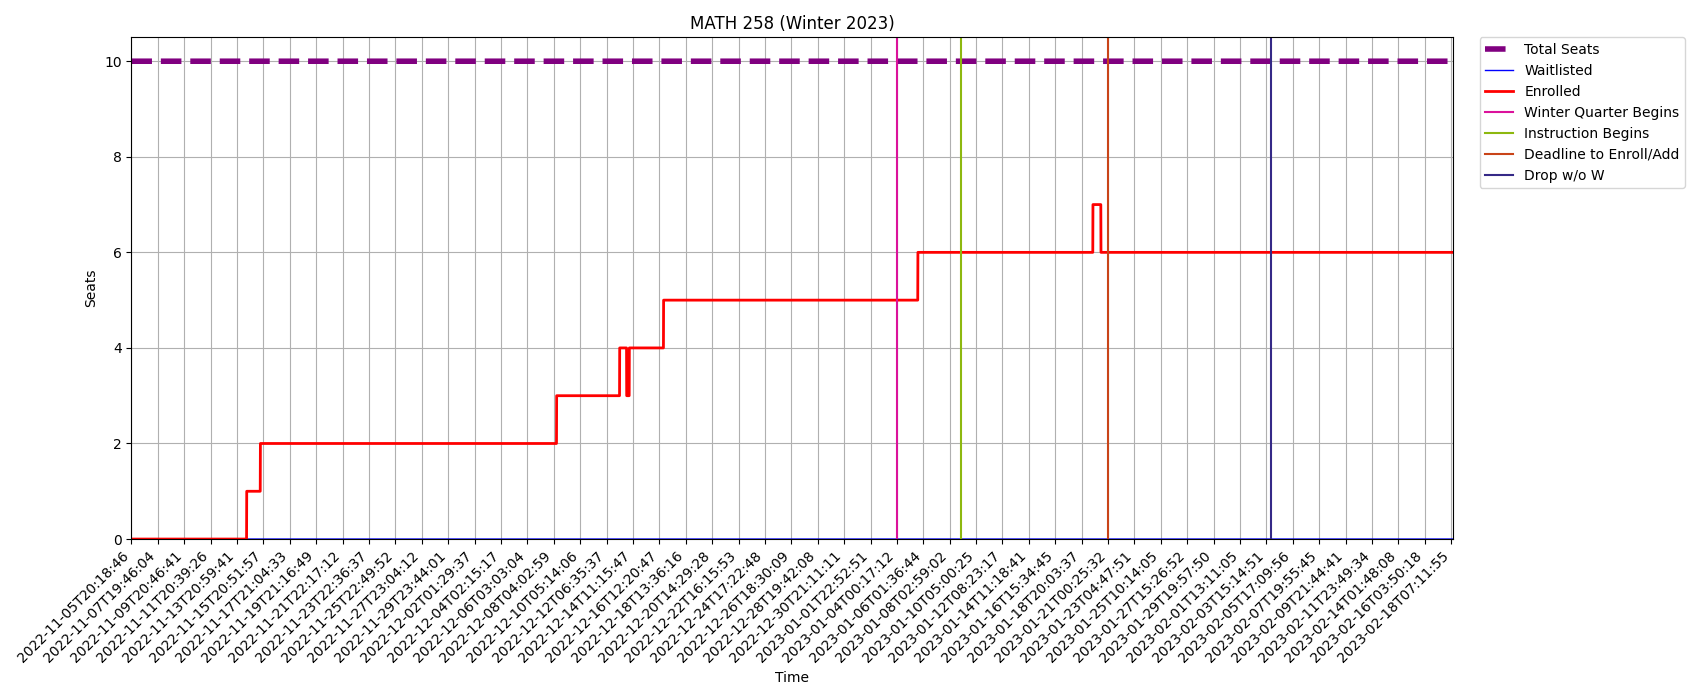 MATH 258 (Winter 2023)
Total Seats
Waitlisted
Enrolled
Winter Quarter Begins
Instruction Begins
Deadline to Enroll/Add
Drop w/o W
10
8
6
4
2
0
Seats
2022-11-05T20:18:46
2022-11-07T19:46:04
2022-11-09T20:46:41
2022-11-11T20:39:26
2022-11-13T20:59:41
2022-11-15T20:51:57
2022-11-17T21:04:33
2022-11-19T21:16:49
2022-11-21T22:17:12
2022-11-23T22:36:37
2022-11-25T22:49:52
2022-11-27T23:04:12
2022-11-29T23:44:01
2022-12-02T01:29:37
2022-12-04T02:15:17
2022-12-06T03:03:04
2022-12-08T04:02:59
2022-12-10T05:14:06
2022-12-12T06:35:37
2022-12-14T11:15:47
2022-12-16T12:20:47
2022-12-18T13:36:16
2022-12-20T14:29:28
2022-12-22T16:15:53
2022-12-24T17:22:48
2022-12-26T18:30:09
2022-12-28T19:42:08
2022-12-30T21:11:11
2023-01-01T22:52:51
2023-01-04T00:17:12
2023-01-06T01:36:44
2023-01-08T02:59:02
2023-01-10T05:00:25
2023-01-12T08:23:17
2023-01-14T11:18:41
2023-01-16T15:34:45
2023-01-18T20:03:37
2023-01-21T00:25:32
2023-01-23T04:47:51
2023-01-25T10:14:05
2023-01-27T15:26:52
2023-01-29T19:57:50
2023-02-01T13:11:05
2023-02-03T15:14:51
2023-02-05T17:09:56
2023-02-07T19:55:45
2023-02-09T21:44:41
2023-02-11T23:49:34
2023-02-14T01:48:08
2023-02-16T03:50:18
2023-02-18T07:11:55
Time